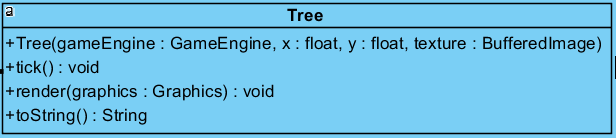 a
Tree
+Tree(gameEngine : GameEngine, x : float, y : float, texture : BufferedImage)
+tick() : void
+render(graphics : Graphics) : void
+toString() : String